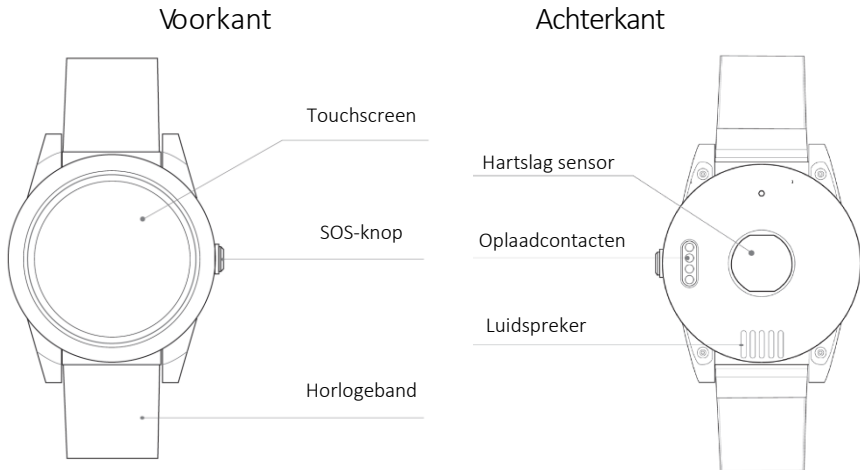 Voorkant
Touchscreen
SOS-knop
Horlogeband
Achterkant
Hartslag sensor
Oplaadcontacten
Luidspreker